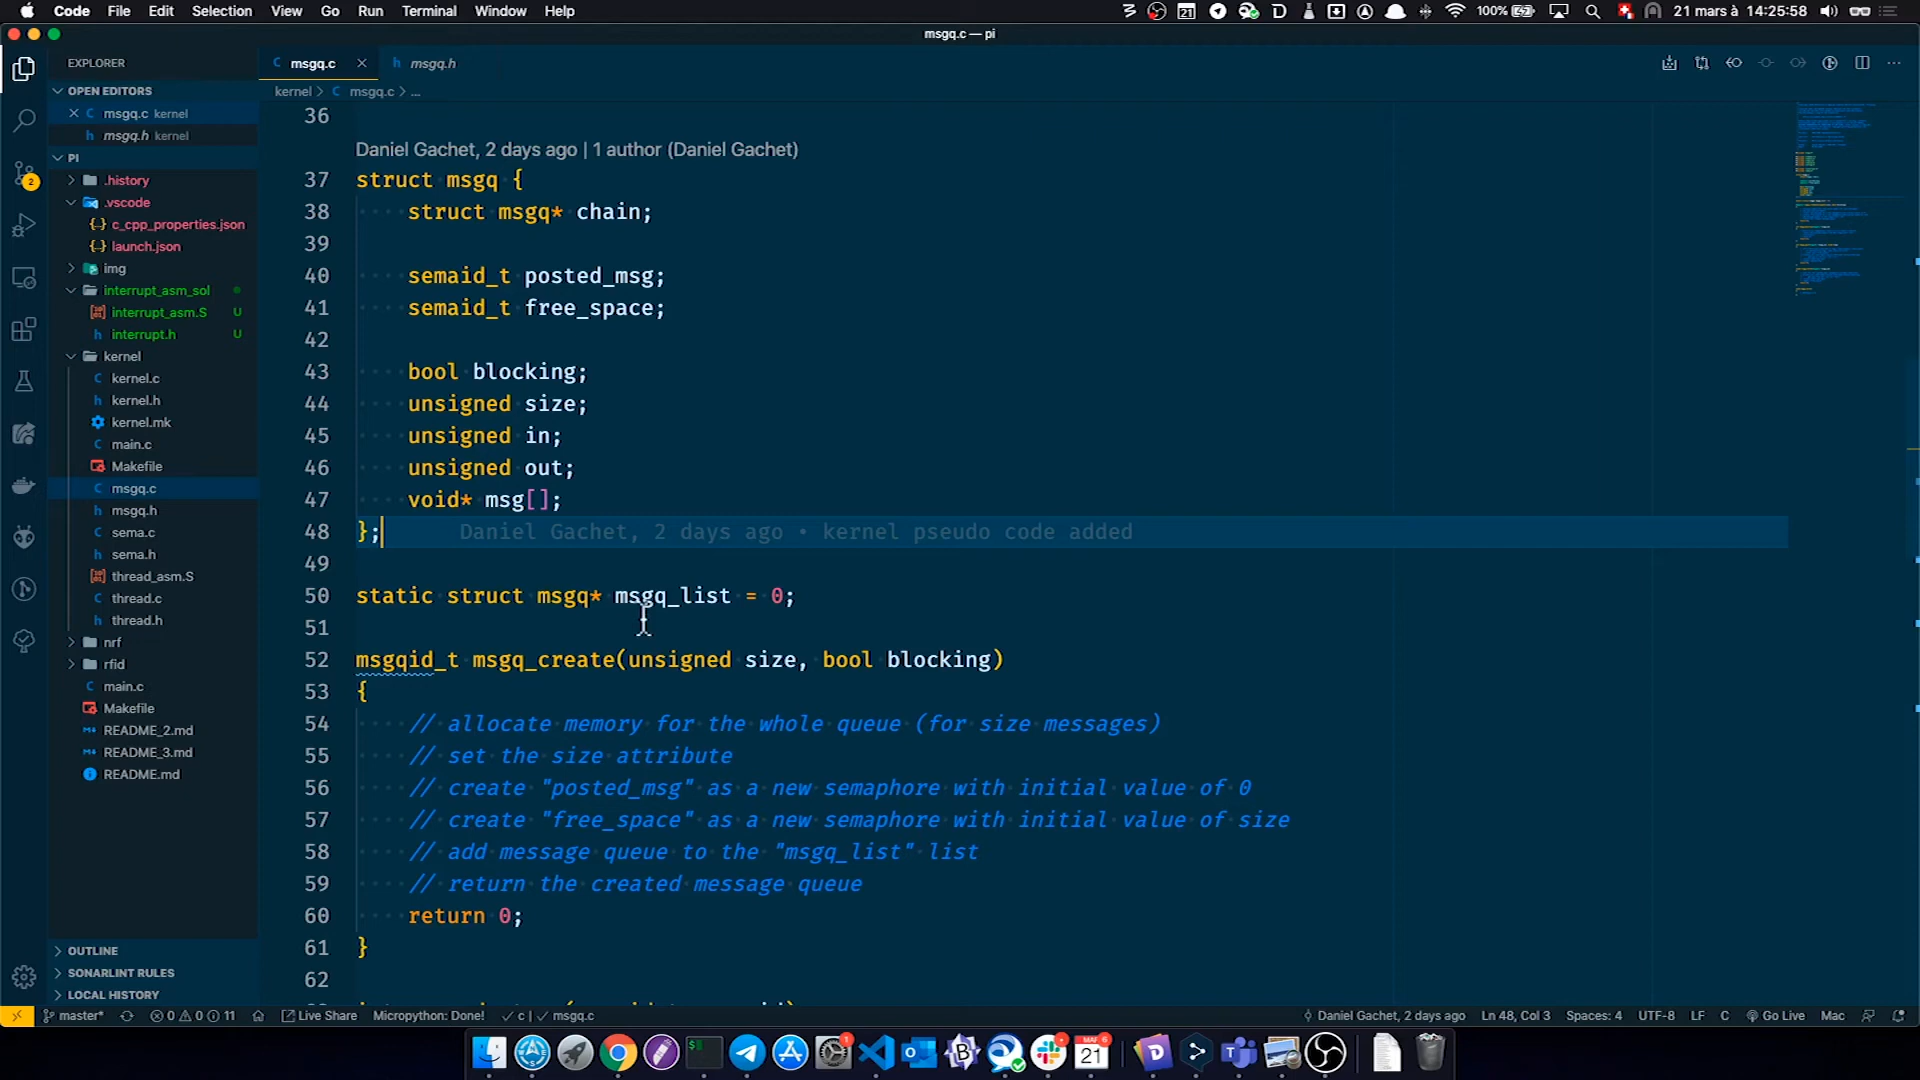 Code File Edit Selection View Go Run Terminal Window Help
100% 21 mars à 14:25:58
msgq.c — pi
EXPLORER
OPEN EDITORS
msgq.c kernel
msgq.h kernel
PI
.history
.vscode
c_cpp_properties.json
launch.json
img
interrupt_asm_sol
interrupt_asm.S U
interrupt.h U
kernel
kernel.c
kernel.h
kernel.mk
main.c
Makefile
msgq.c
msgq.h
sema.c
sema.h
thread_asm.S
thread.c
thread.h
nrf
rfid
main.c
Makefile
README_2.md
README_3.md
README.md
OUTLINE
SONARLINT RULES
LOCAL HISTORY
msgq.c
msgq.h
kernel > C msgq.c > ...
36
Daniel Gachet, 2 days ago | 1 author (Daniel Gachet)
37 struct msgq {
38 struct msgq* chain;
39
40 semaid_t posted_msg;
41 semaid_t free_space;
42
43 bool blocking;
44 unsigned size;
45 unsigned in;
46 unsigned out;
47 void* msg[];
48 }; Daniel Gachet, 2 days ago • kernel pseudo code added
49
50 static struct msgq* msgq_list = 0;
51
52 msgqid_t msgq_create(unsigned size, bool blocking)
53 {
54 // allocate memory for the whole queue (for size messages)
55 // set the size attribute
56 // create "posted_msg" as a new semaphore with initial value of 0
57 // create "free_space" as a new semaphore with initial value of size
58 // add message queue to the "msgq_list" list
59 // return the created message queue
60 return 0;
61 }
62
master* 0 0 11 Live Share Micropython: Done! ✓ c | ✓ msgq.c Daniel Gachet, 2 days ago Ln 48, Col 3 Spaces: 4 UTF-8 LF C Go Live Mac